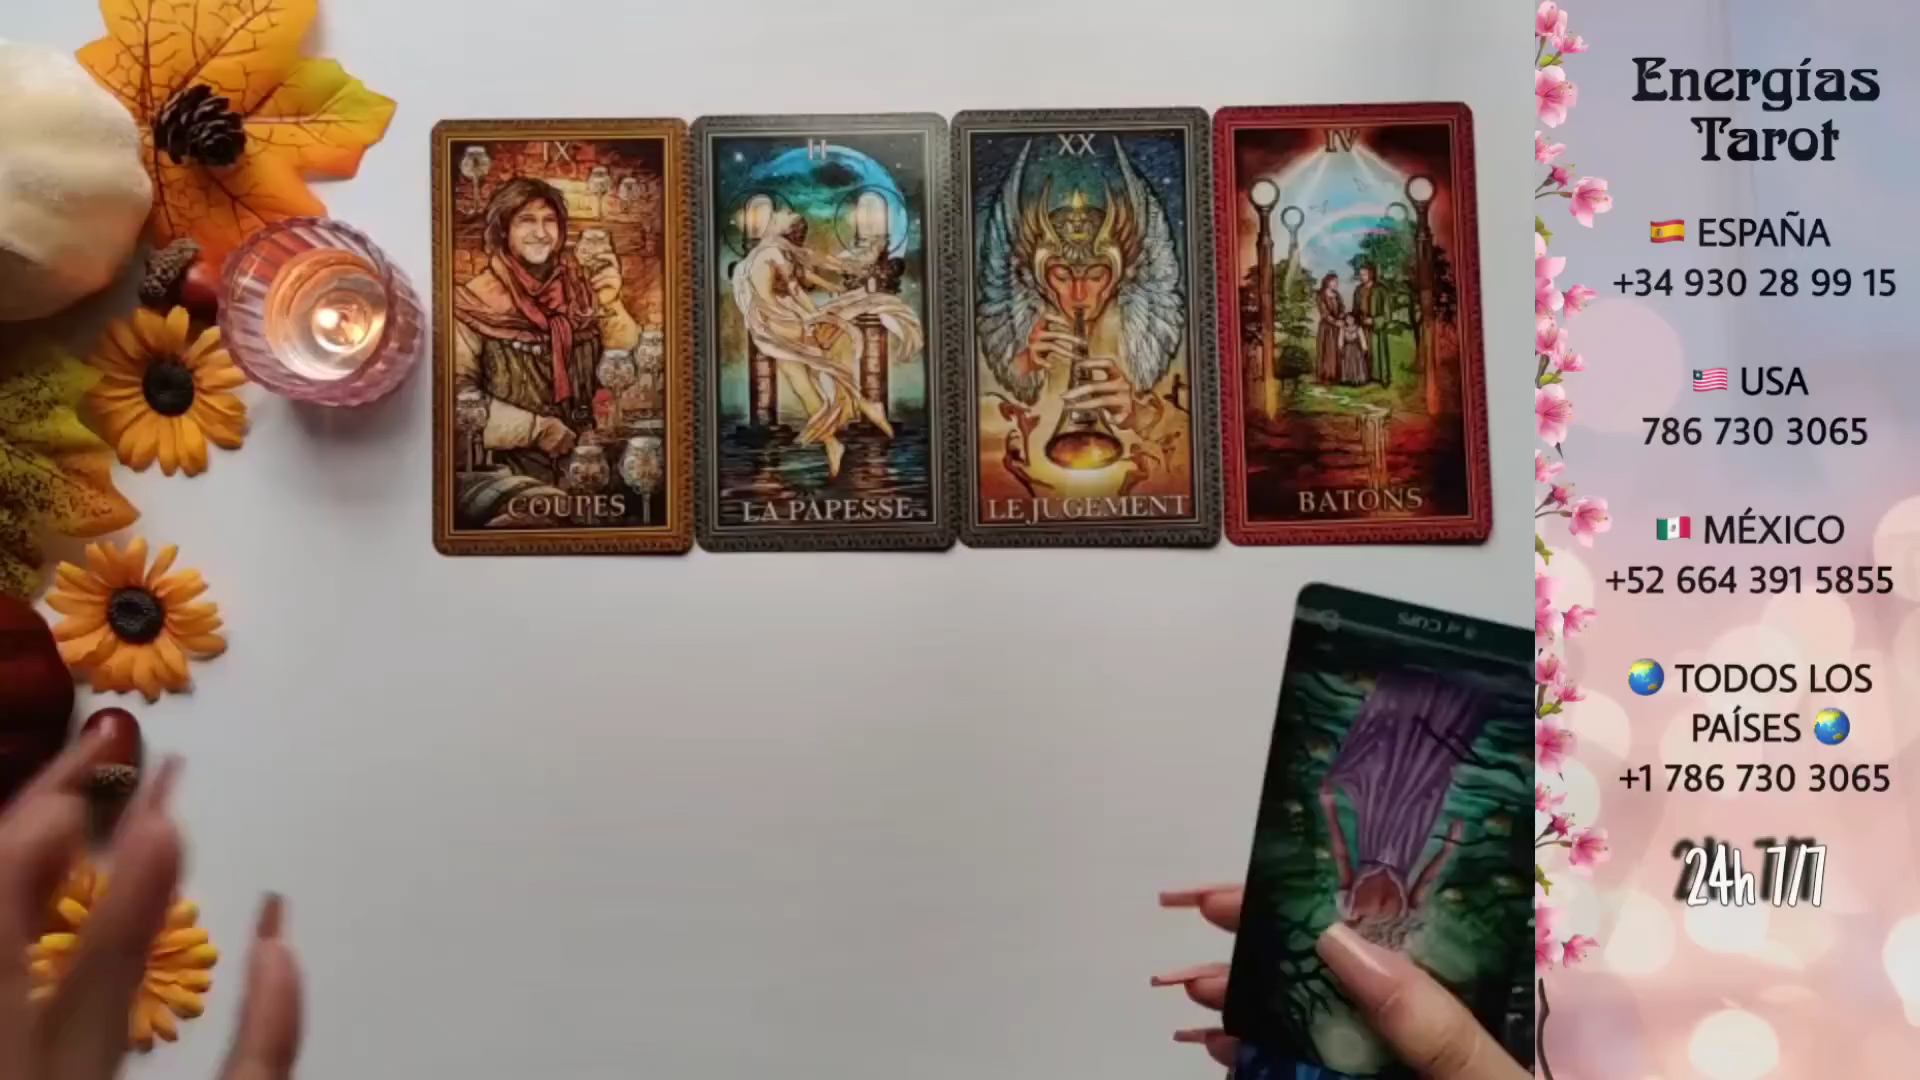 IX
COUPES
II
LA PAPESSE
XX
LE JUGEMENT
IV
BATONS
Energías
Tarot
🇪🇸 ESPAÑA
+34 930 28 99 15
🇺🇸 USA
786 730 3065
🇲🇽 MÉXICO
+52 664 391 5855
🌏 TODOS LOS
PAÍSES 🌏
+1 786 730 3065
24h 7/7